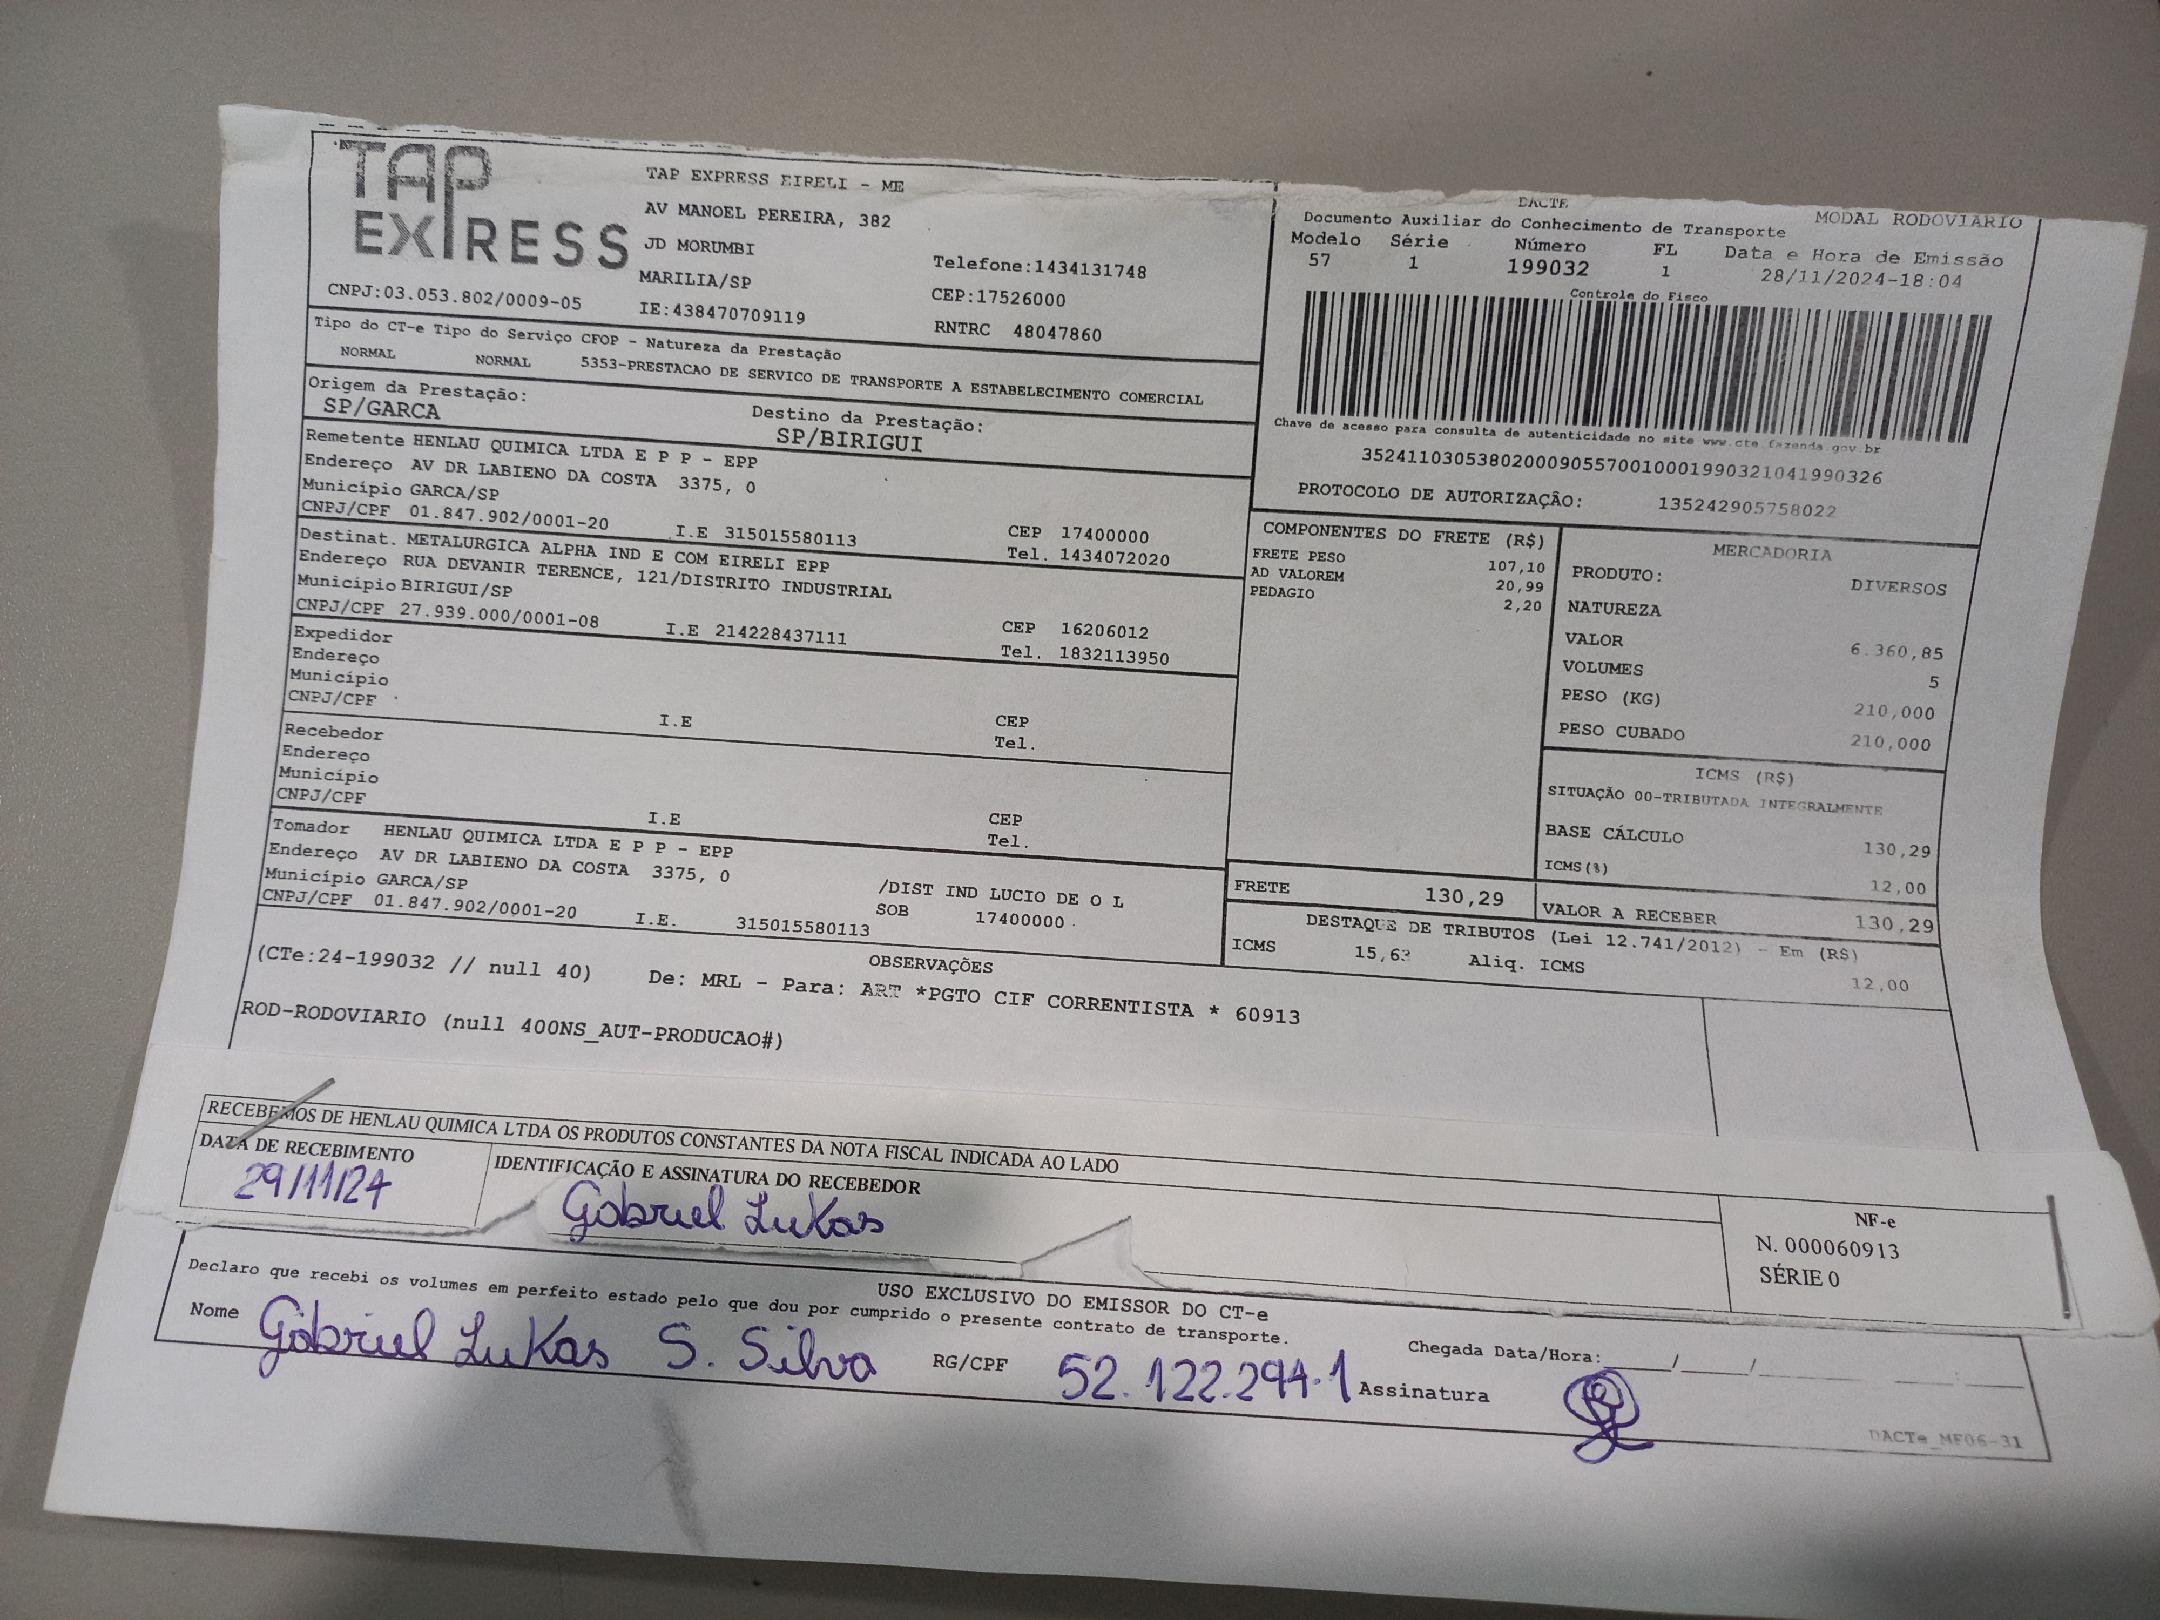 TAP EXPRESS
TAP EXPRESS EIRELI - ME
AV MANOEL PEREIRA, 382
JD MORUMBI
MARILIA/SP
Telefone:1434131748
CEP:17526000
CNPJ:03.053.802/0009-05
IE:438470709119
RNTRC 48047860
DACTE
MODAL RODOVIARIO
Documento Auxiliar do Conhecimento de Transporte
Modelo Série Número FL Data e Hora de Emissão
57 1 199032 1 28/11/2024-18:04
Controle do Fisco
Chave de acesso para consulta de autenticidade no site www.cte.fazenda.gov.br
35241103053802000905570010001990321041990326
PROTOCOLO DE AUTORIZAÇÃO: 135242905758022
Tipo do CT-e Tipo do Serviço CFOP - Natureza da Prestação
NORMAL NORMAL 5353-PRESTACAO DE SERVICO DE TRANSPORTE A ESTABELECIMENTO COMERCIAL
Origem da Prestação: Destino da Prestação:
SP/GARCA SP/BIRIGUI
Remetente HENLAU QUIMICA LTDA E P P - EPP
Endereço AV DR LABIENO DA COSTA 3375, 0
Município GARCA/SP CEP 17400000
CNPJ/CPF 01.847.902/0001-20 I.E 315015580113 Tel. 1434072020
Destinat. METALURGICA ALPHA IND E COM EIRELI EPP
Endereço RUA DEVANIR TERENCE, 121/DISTRITO INDUSTRIAL
Município BIRIGUI/SP CEP 16206012
CNPJ/CPF 27.939.000/0001-08 I.E 214228437111 Tel. 1832113950
Expedidor
Endereço
Município CEP
CNPJ/CPF I.E Tel.
Recebedor
Endereço
Município CEP
CNPJ/CPF I.E Tel.
Tomador HENLAU QUIMICA LTDA E P P - EPP
Endereço AV DR LABIENO DA COSTA 3375, 0 /DIST IND LUCIO DE O L
Município GARCA/SP SOB 17400000
CNPJ/CPF 01.847.902/0001-20 I.E. 315015580113
COMPONENTES DO FRETE (R$)
FRETE PESO 107,10
AD VALOREM 20,99
PEDAGIO 2,20
MERCADORIA
PRODUTO: DIVERSOS
NATUREZA
VALOR 6.360,85
VOLUMES 5
PESO (KG) 210,000
PESO CUBADO 210,000
ICMS (R$)
SITUAÇÃO 00-TRIBUTADA INTEGRALMENTE
BASE CÁLCULO 130,29
ICMS(%) 12,00
FRETE 130,29 VALOR A RECEBER 130,29
DESTAQUE DE TRIBUTOS (Lei 12.741/2012) - Em (R$)
ICMS 15,63 Aliq. ICMS 12,00
OBSERVAÇÕES
(CTe:24-199032 // null 40) De: MRL - Para: ART *PGTO CIF CORRENTISTA * 60913
ROD-RODOVIARIO (null 400NS_AUT-PRODUCAO#)
RECEBEMOS DE HENLAU QUIMICA LTDA OS PRODUTOS CONSTANTES DA NOTA FISCAL INDICADA AO LADO
DATA DE RECEBIMENTO IDENTIFICAÇÃO E ASSINATURA DO RECEBEDOR
29/11/24 Gabriel Lukas
NF-e
N. 000060913
SÉRIE 0
USO EXCLUSIVO DO EMISSOR DO CT-e
Declaro que recebi os volumes em perfeito estado pelo que dou por cumprido o presente contrato de transporte.
Chegada Data/Hora:____/____/____ ____:____
Nome Gabriel Lukas S. Silva RG/CPF 52.122.294-1 Assinatura
DACTe_MF06-31